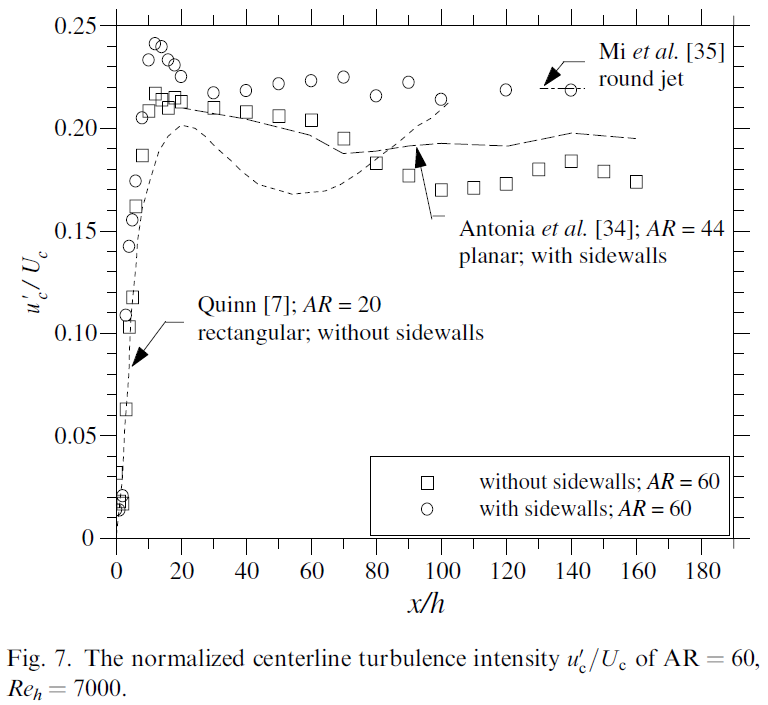 0.25
0.20
0.15
0.10
0.05
0
u'c / Uc
Mi et al. [35]
round jet
Antonia et al. [34]; AR = 44
planar; with sidewalls
Quinn [7]; AR = 20
rectangular; without sidewalls
without sidewalls; AR = 60
with sidewalls; AR = 60
0 20 40 60 80 100 120 140 160 180
x/h
Fig. 7. The normalized centerline turbulence intensity u'c/Uc of AR = 60,
Reh = 7000.